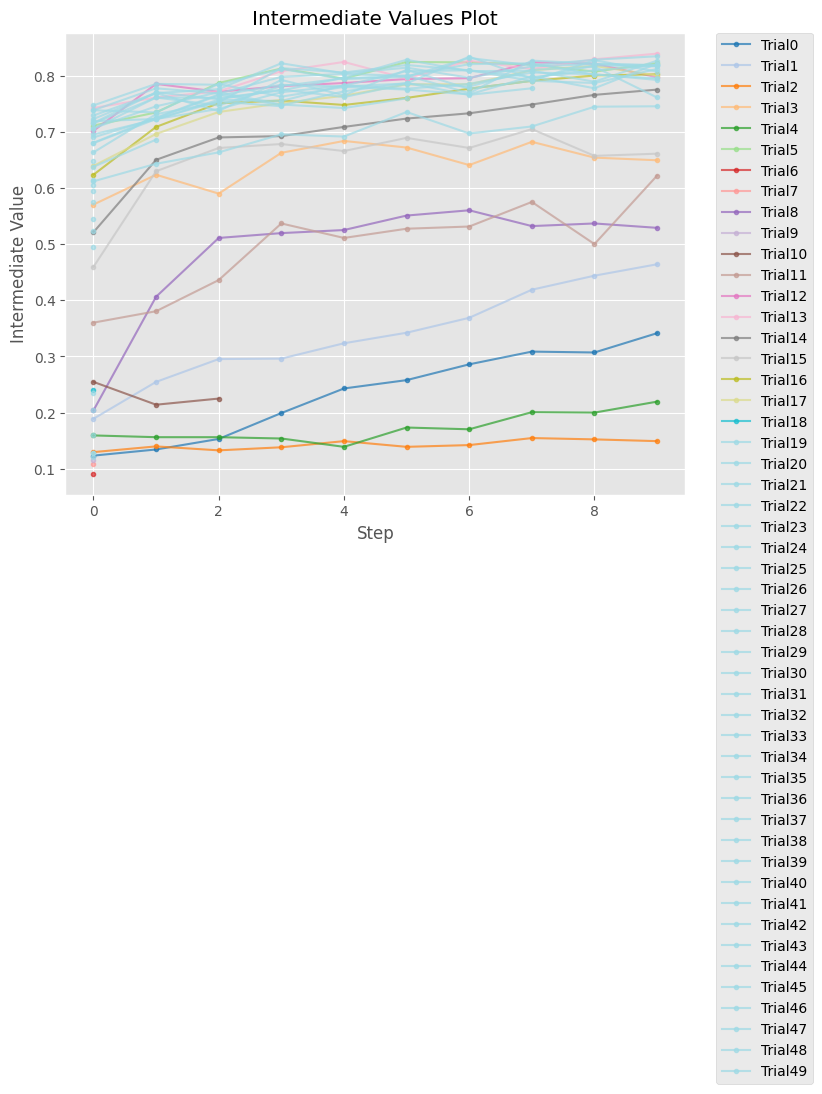 Intermediate Values Plot
Intermediate Value
0.8
0.7
0.6
0.5
0.4
0.3
0.2
0.1
0 2 4 6 8
Step
Trial0
Trial1
Trial2
Trial3
Trial4
Trial5
Trial6
Trial7
Trial8
Trial9
Trial10
Trial11
Trial12
Trial13
Trial14
Trial15
Trial16
Trial17
Trial18
Trial19
Trial20
Trial21
Trial22
Trial23
Trial24
Trial25
Trial26
Trial27
Trial28
Trial29
Trial30
Trial31
Trial32
Trial33
Trial34
Trial35
Trial36
Trial37
Trial38
Trial39
Trial40
Trial41
Trial42
Trial43
Trial44
Trial45
Trial46
Trial47
Trial48
Trial49